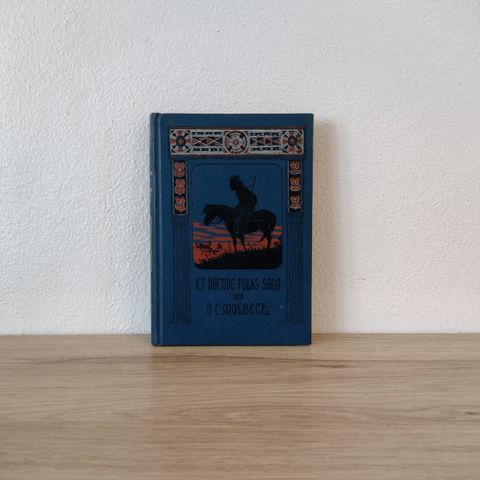 ET DØENDE FOLKS SAGA
VED
O C MOLBECH